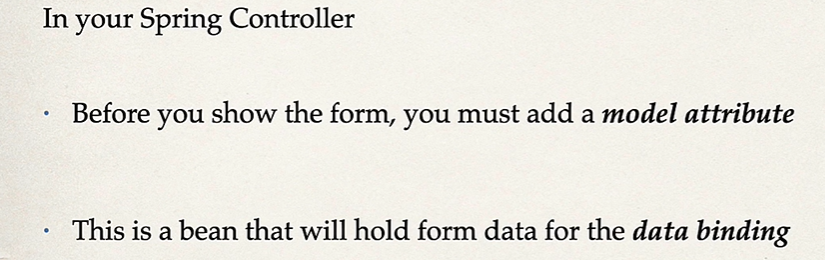 In your Spring Controller
· Before you show the form, you must add a model attribute
· This is a bean that will hold form data for the data binding